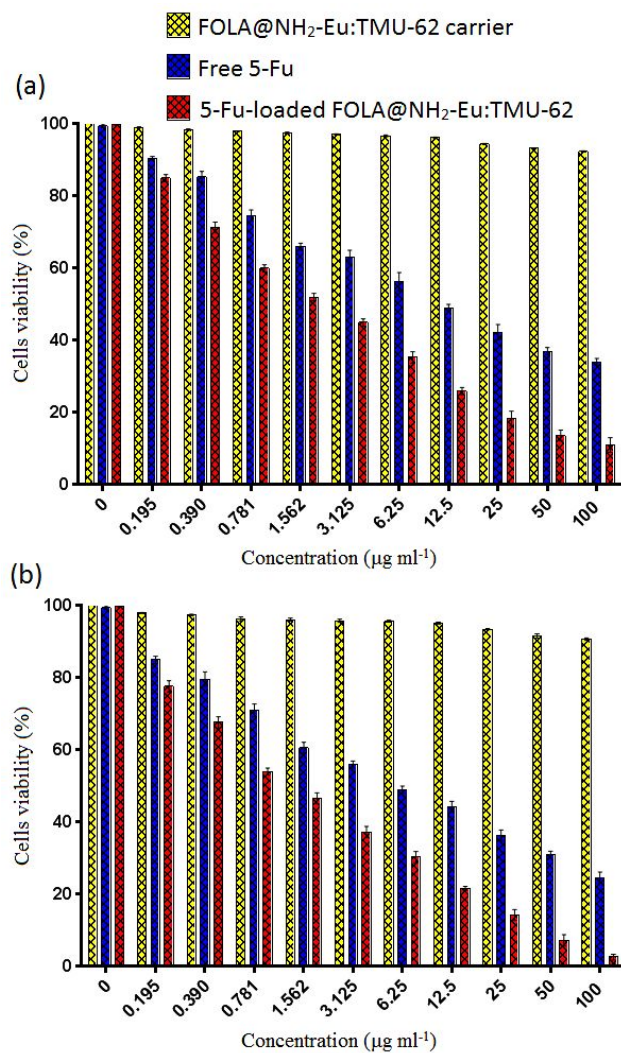 FOLA@NH₂-Eu:TMU-62 carrier
Free 5-Fu
5-Fu-loaded FOLA@NH₂-Eu:TMU-62
(a)
Cells viability (%)
100
80
60
40
20
0
0 0.195 0.390 0.781 1.562 3.125 6.25 12.5 25 50 100
Concentration (µg ml⁻¹)
(b)
Cells viability (%)
100
80
60
40
20
0
0 0.195 0.390 0.781 1.562 3.125 6.25 12.5 25 50 100
Concentration (µg ml⁻¹)